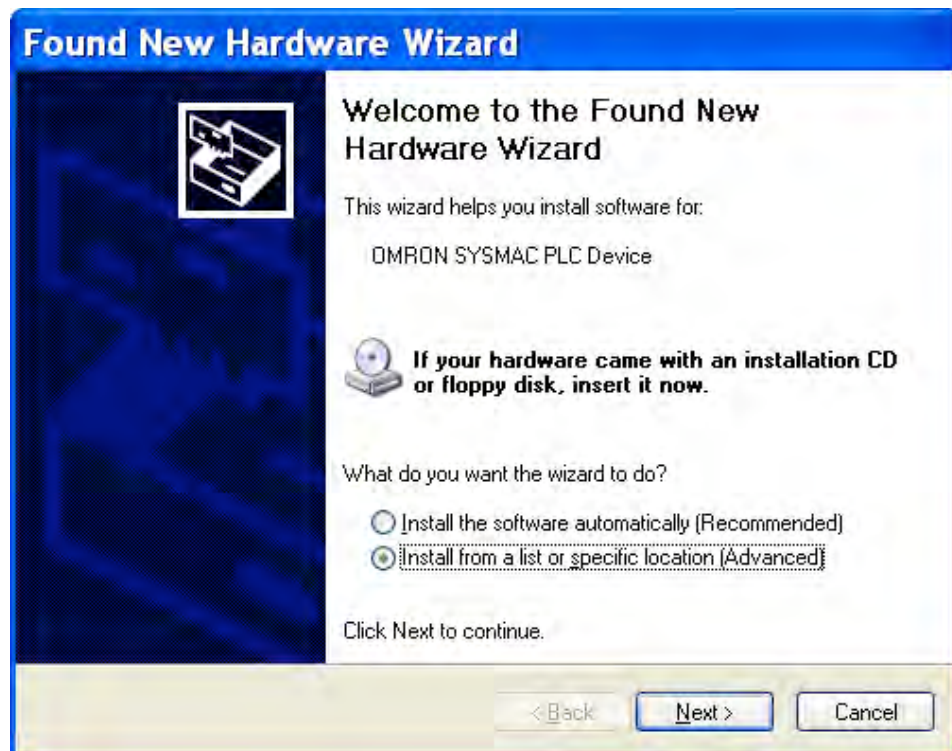 Found New Hardware Wizard
Welcome to the Found New
Hardware Wizard
This wizard helps you install software for:
OMRON SYSMAC PLC Device
If your hardware came with an installation CD
or floppy disk, insert it now.
What do you want the wizard to do?
Install the software automatically (Recommended)
Install from a list or specific location (Advanced)
Click Next to continue.
< Back Next > Cancel